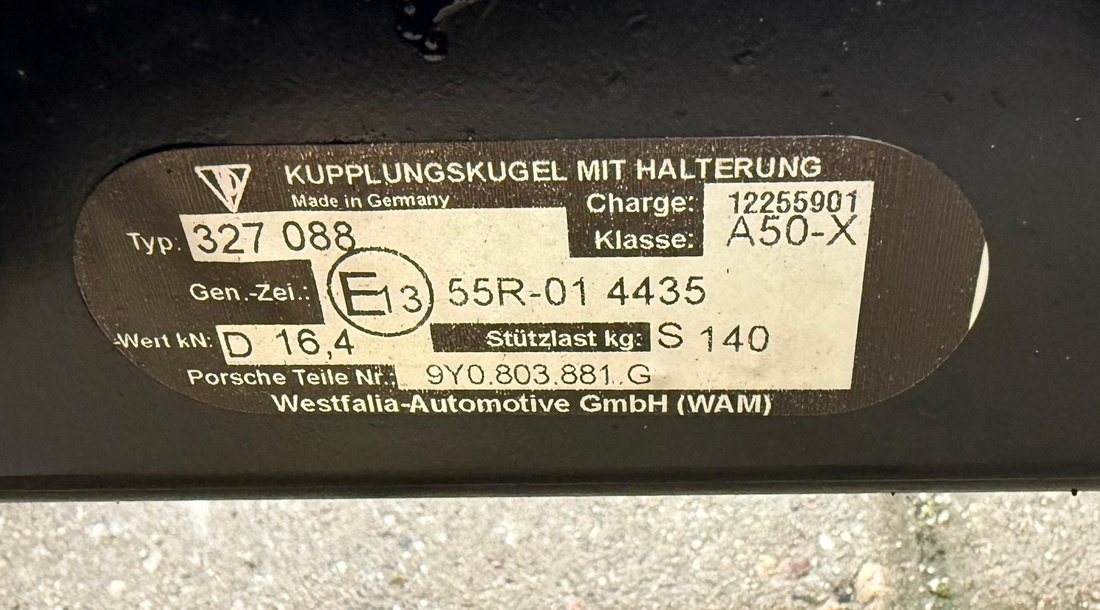 KUPPLUNGSKUGEL MIT HALTERUNG
Made in Germany
Charge: 12255901
Typ: 327 088
Klasse: A50-X
Gen.-Zei.: E13 55R-01 4435
-Wert kN: D 16,4 Stützlast kg: S 140
Porsche Teile Nr.: 9Y0.803.881.G
Westfalia-Automotive GmbH (WAM)